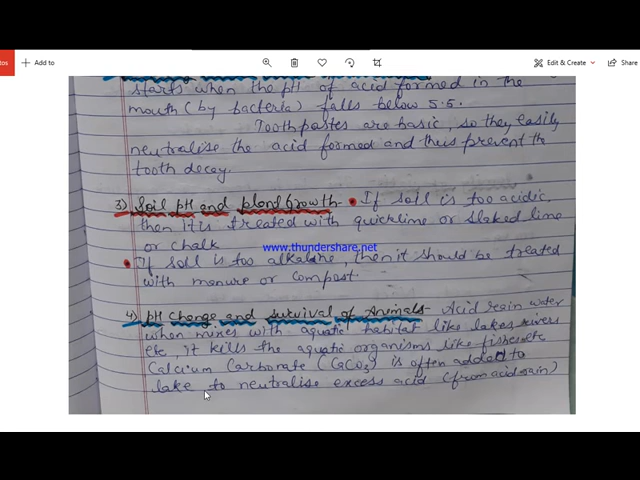 Add to
Edit & Create
Share
starts when the pH of acid formed in the
mouth (by bacteria) falls below 5.5.
Toothpastes are basic, so they easily
neutralise the acid formed and thus prevent the
tooth decay.
3) Soil pH and plant Growth- • If soil is too acidic,
then it is treated with quicklime or slaked lime
or chalk
www.thundershare.net
• If soil is too alkaline, then it should be treated
with manure or compost.
4) pH change and survival of Animals- Acid rain water
when mixes with aquatic habitat like lakes, rivers
etc, it kills the aquatic organisms like fishes etc
Calcium Carbonate (CaCO3) is often added to
lake to neutralise excess acid (from acid rain)